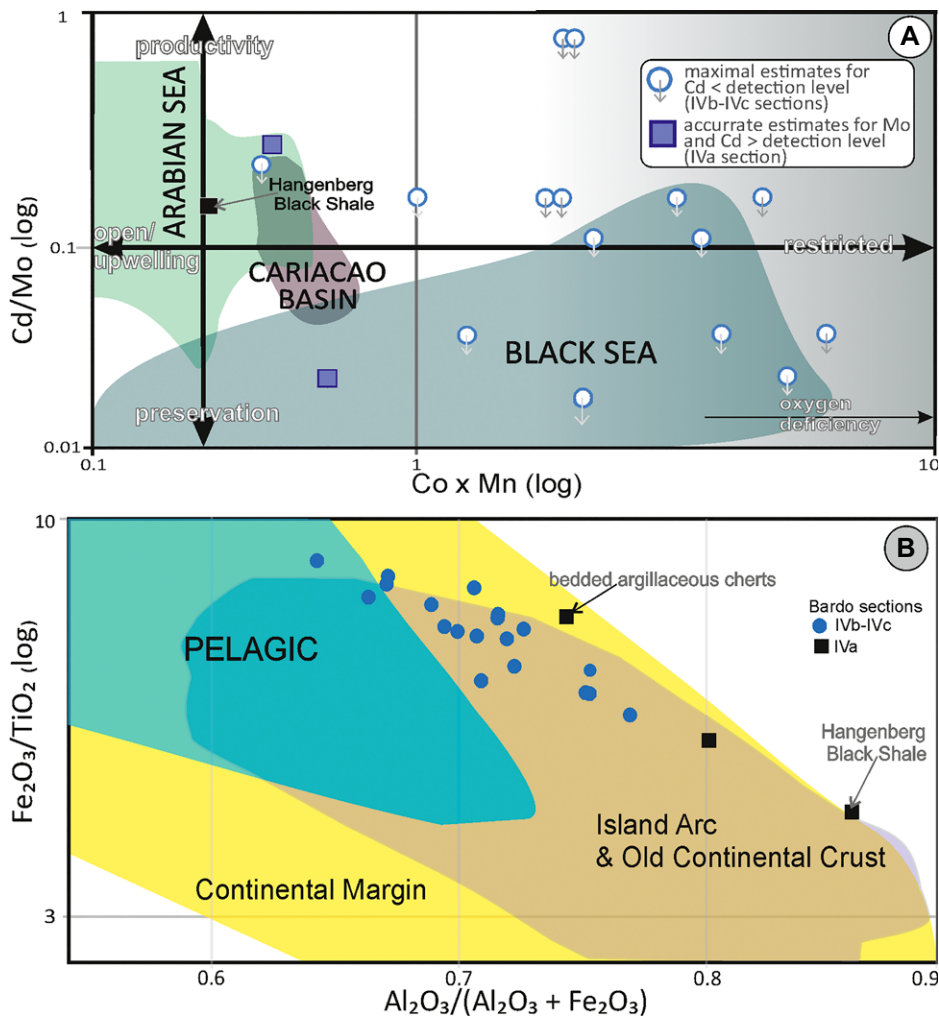 1
A
productivity
ARABIAN SEA
maximal estimates for
Cd < detection level
(IVb-IVc sections)
accurrate estimates for Mo
and Cd > detection level
(IVa section)
Hangenberg
Black Shale
Cd/Mo (log)
open/
upwelling
0.1
restricted
CARIACAO
BASIN
BLACK SEA
preservation
oxygen
deficiency
0.01
0.1
1
10
Co x Mn (log)
10
B
bedded argillaceous cherts
Bardo sections
IVb-IVc
IVa
PELAGIC
Fe₂O₃/TiO₂ (log)
Hangenberg
Black Shale
Island Arc
& Old Continental Crust
Continental Margin
3
0.6
0.7
0.8
0.9
Al₂O₃/(Al₂O₃ + Fe₂O₃)